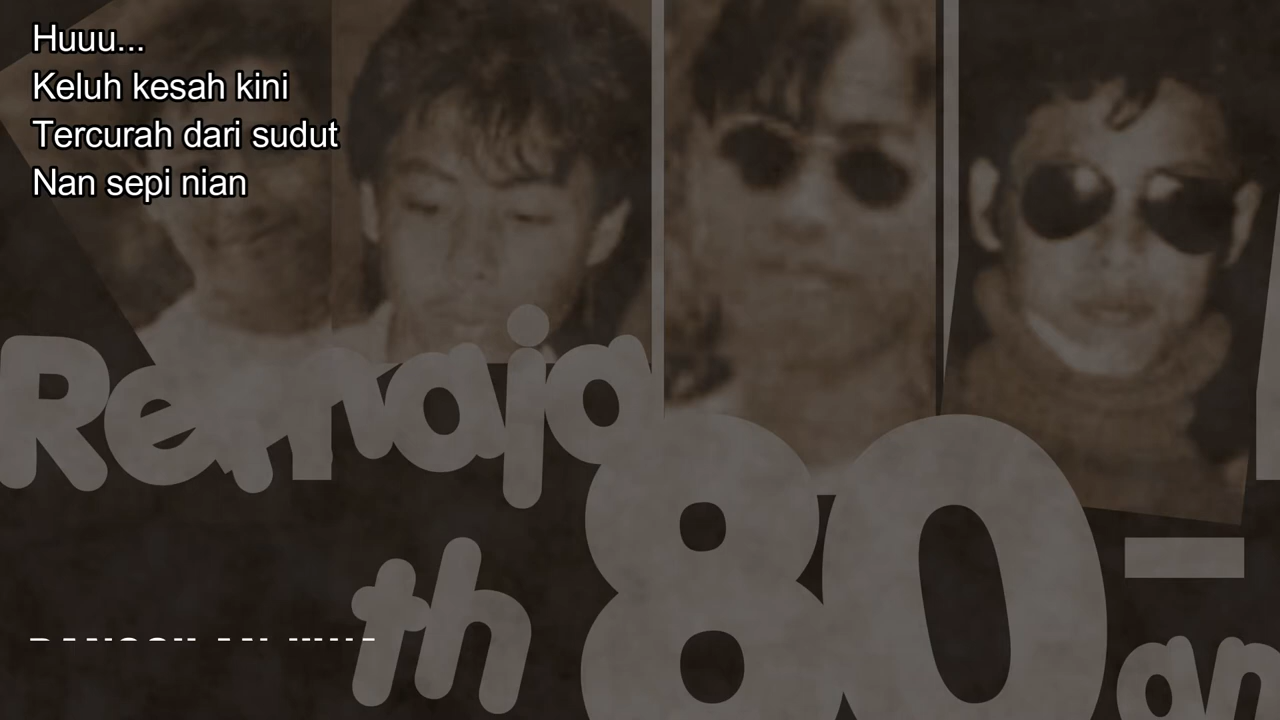 Huuu...
Keluh kesah kini
Tercurah dari sudut
Nan sepi nian
Remaja
th 80-
an